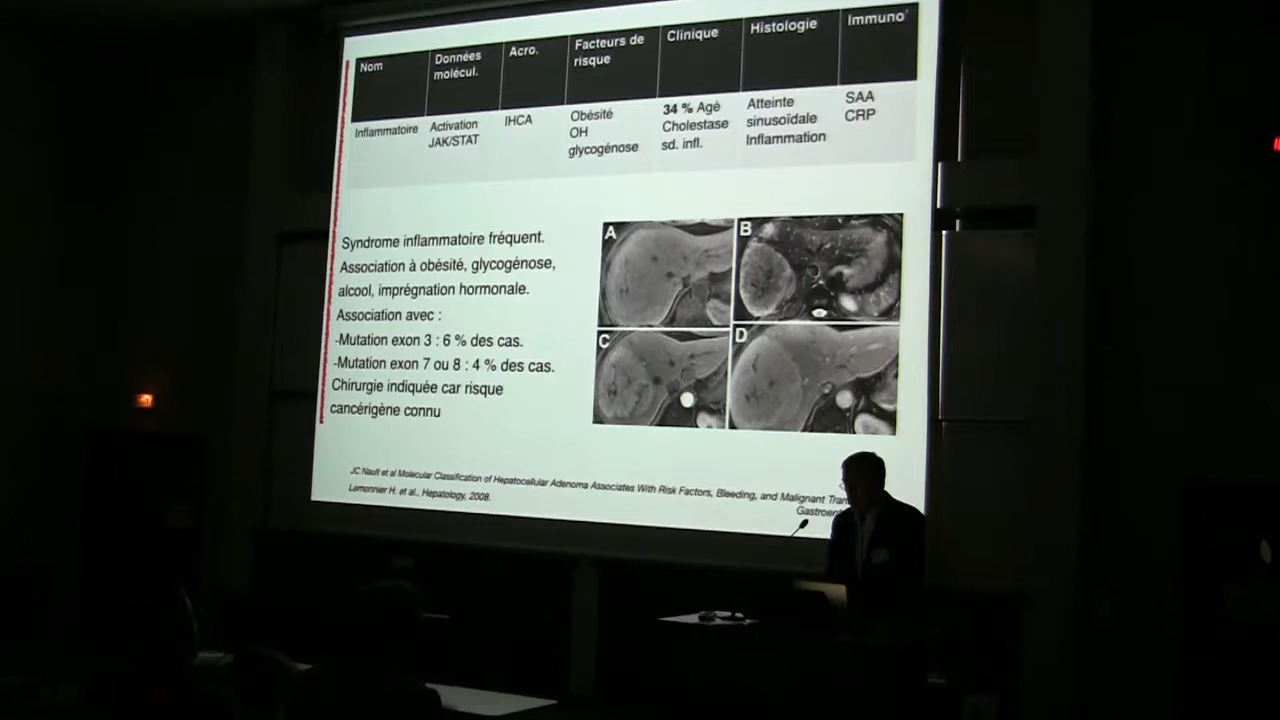 Nom
Données
molécul.
Acro.
Facteurs de
risque
Clinique
Histologie
Immuno'
Inflammatoire
Activation
JAK/STAT
IHCA
Obésité
OH
glycogénose
34 % Agé
Cholestase
sd. infl.
Atteinte
sinusoïdale
Inflammation
SAA
CRP
Syndrome inflammatoire fréquent.
Association à obésité, glycogénose,
alcool, imprégnation hormonale.
Association avec :
-Mutation exon 3 : 6 % des cas.
-Mutation exon 7 ou 8 : 4 % des cas.
Chirurgie indiquée car risque
cancérigène connu
A
B
C
D
JC Nault et al Molecular Classification of Hepatocellular Adenoma Associates With Risk Factors, Bleeding, and Malignant
Lemonnier H. et al., Hepatology, 2008.